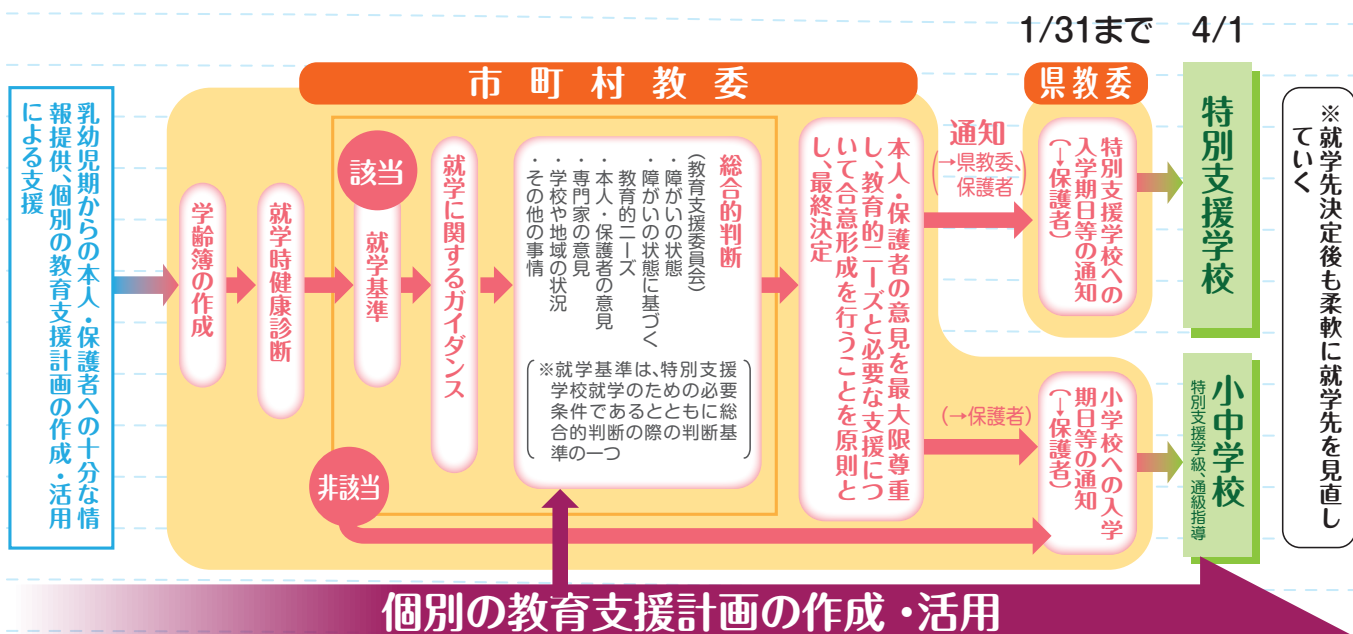 1/31まで
4/1
市町村教委
県教委
乳幼児期からの本人・保護者への十分な情
報提供、個別の教育支援計画の作成・活用
による支援
学齢簿の作成
就学時健康診断
該当
就学基準
非該当
就学に関するガイダンス
総合的判断
(教育支援委員会)
・障がいの状態
・障がいの状態に基づく
教育的ニーズ
・本人・保護者の意見
・専門家の意見
・学校や地域の状況
・その他の事情
※就学基準は、特別支援
学校就学のための必要
条件であるとともに総
合的判断の際の判断基
準の一つ
本人・保護者の意見を最大限尊重
し、教育的ニーズと必要な支援につ
いて合意形成を行うことを原則と
し、最終決定
通知
(→県教委、
保護者)
特別支援学校への
入学期日等の通知
(→保護者)
特別支援学校
(→保護者)
小学校への入学
期日等の通知
(→保護者)
小中学校
特別支援学級、通級指導
※就学先決定後も柔軟に就学先を見直し
ていく
個別の教育支援計画の作成・活用